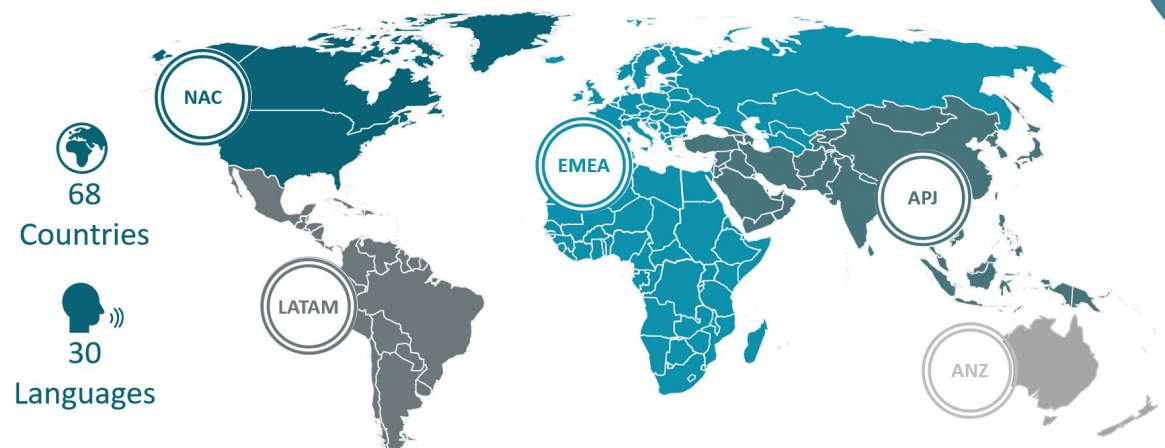 NAC
68
Countries
30
Languages
LATAM
EMEA
APJ
ANZ